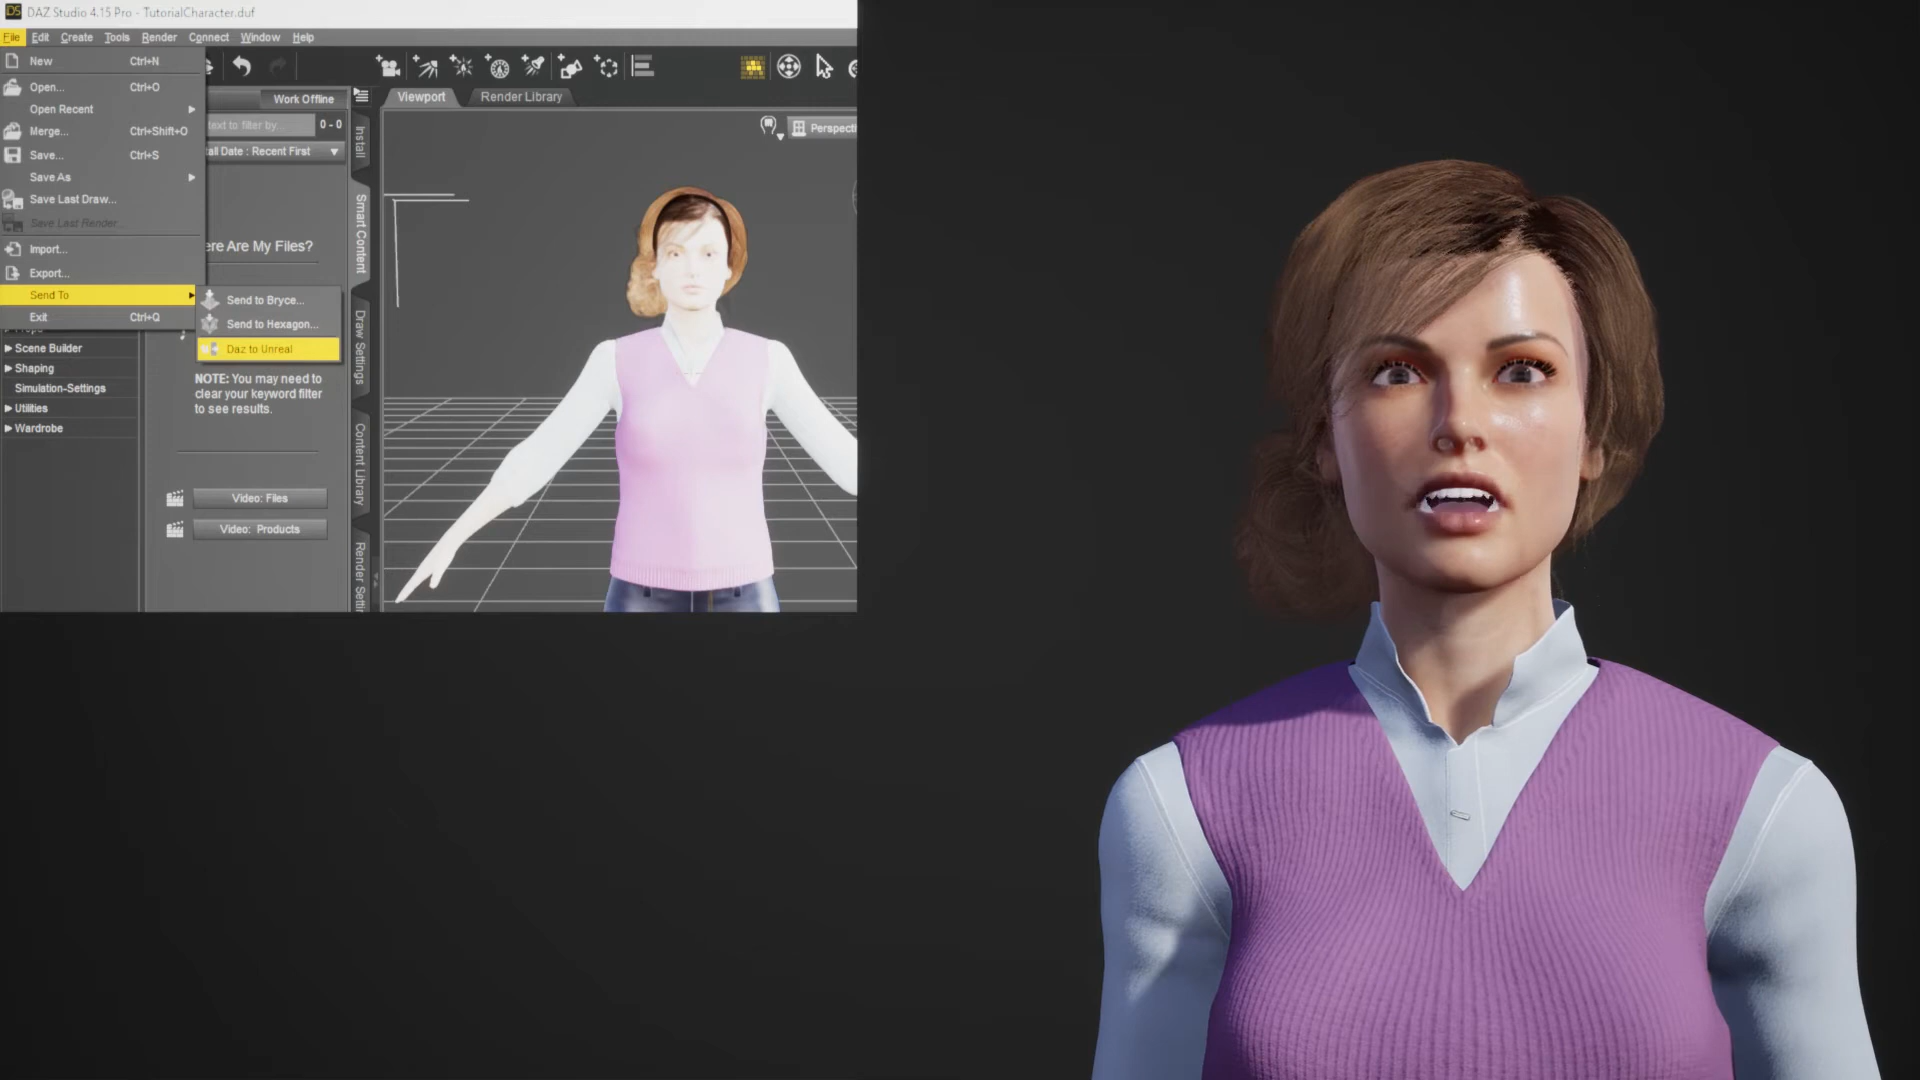 DAZ Studio 4.15 Pro - TutorialCharacter.duf
File Edit Create Tools Render Connect Window Help
New Ctrl+N
Open... Ctrl+O
Open Recent
Merge... Ctrl+Shift+O
Save... Ctrl+S
Save As
Save Last Draw...
Save Last Render...
Import...
Export...
Send To
Exit Ctrl+Q
Send to Bryce...
Send to Hexagon...
Daz to Unreal
Scene Builder
Shaping
Simulation-Settings
Utilities
Wardrobe
Work Offline
text to filter by... 0 - 0
all Date : Recent First
ere Are My Files?
NOTE: You may need to
clear your keyword filter
to see results.
Video: Files
Video: Products
Install
Smart Content
Draw Settings
Content Library
Render Setti
Viewport Render Library
Perspecti